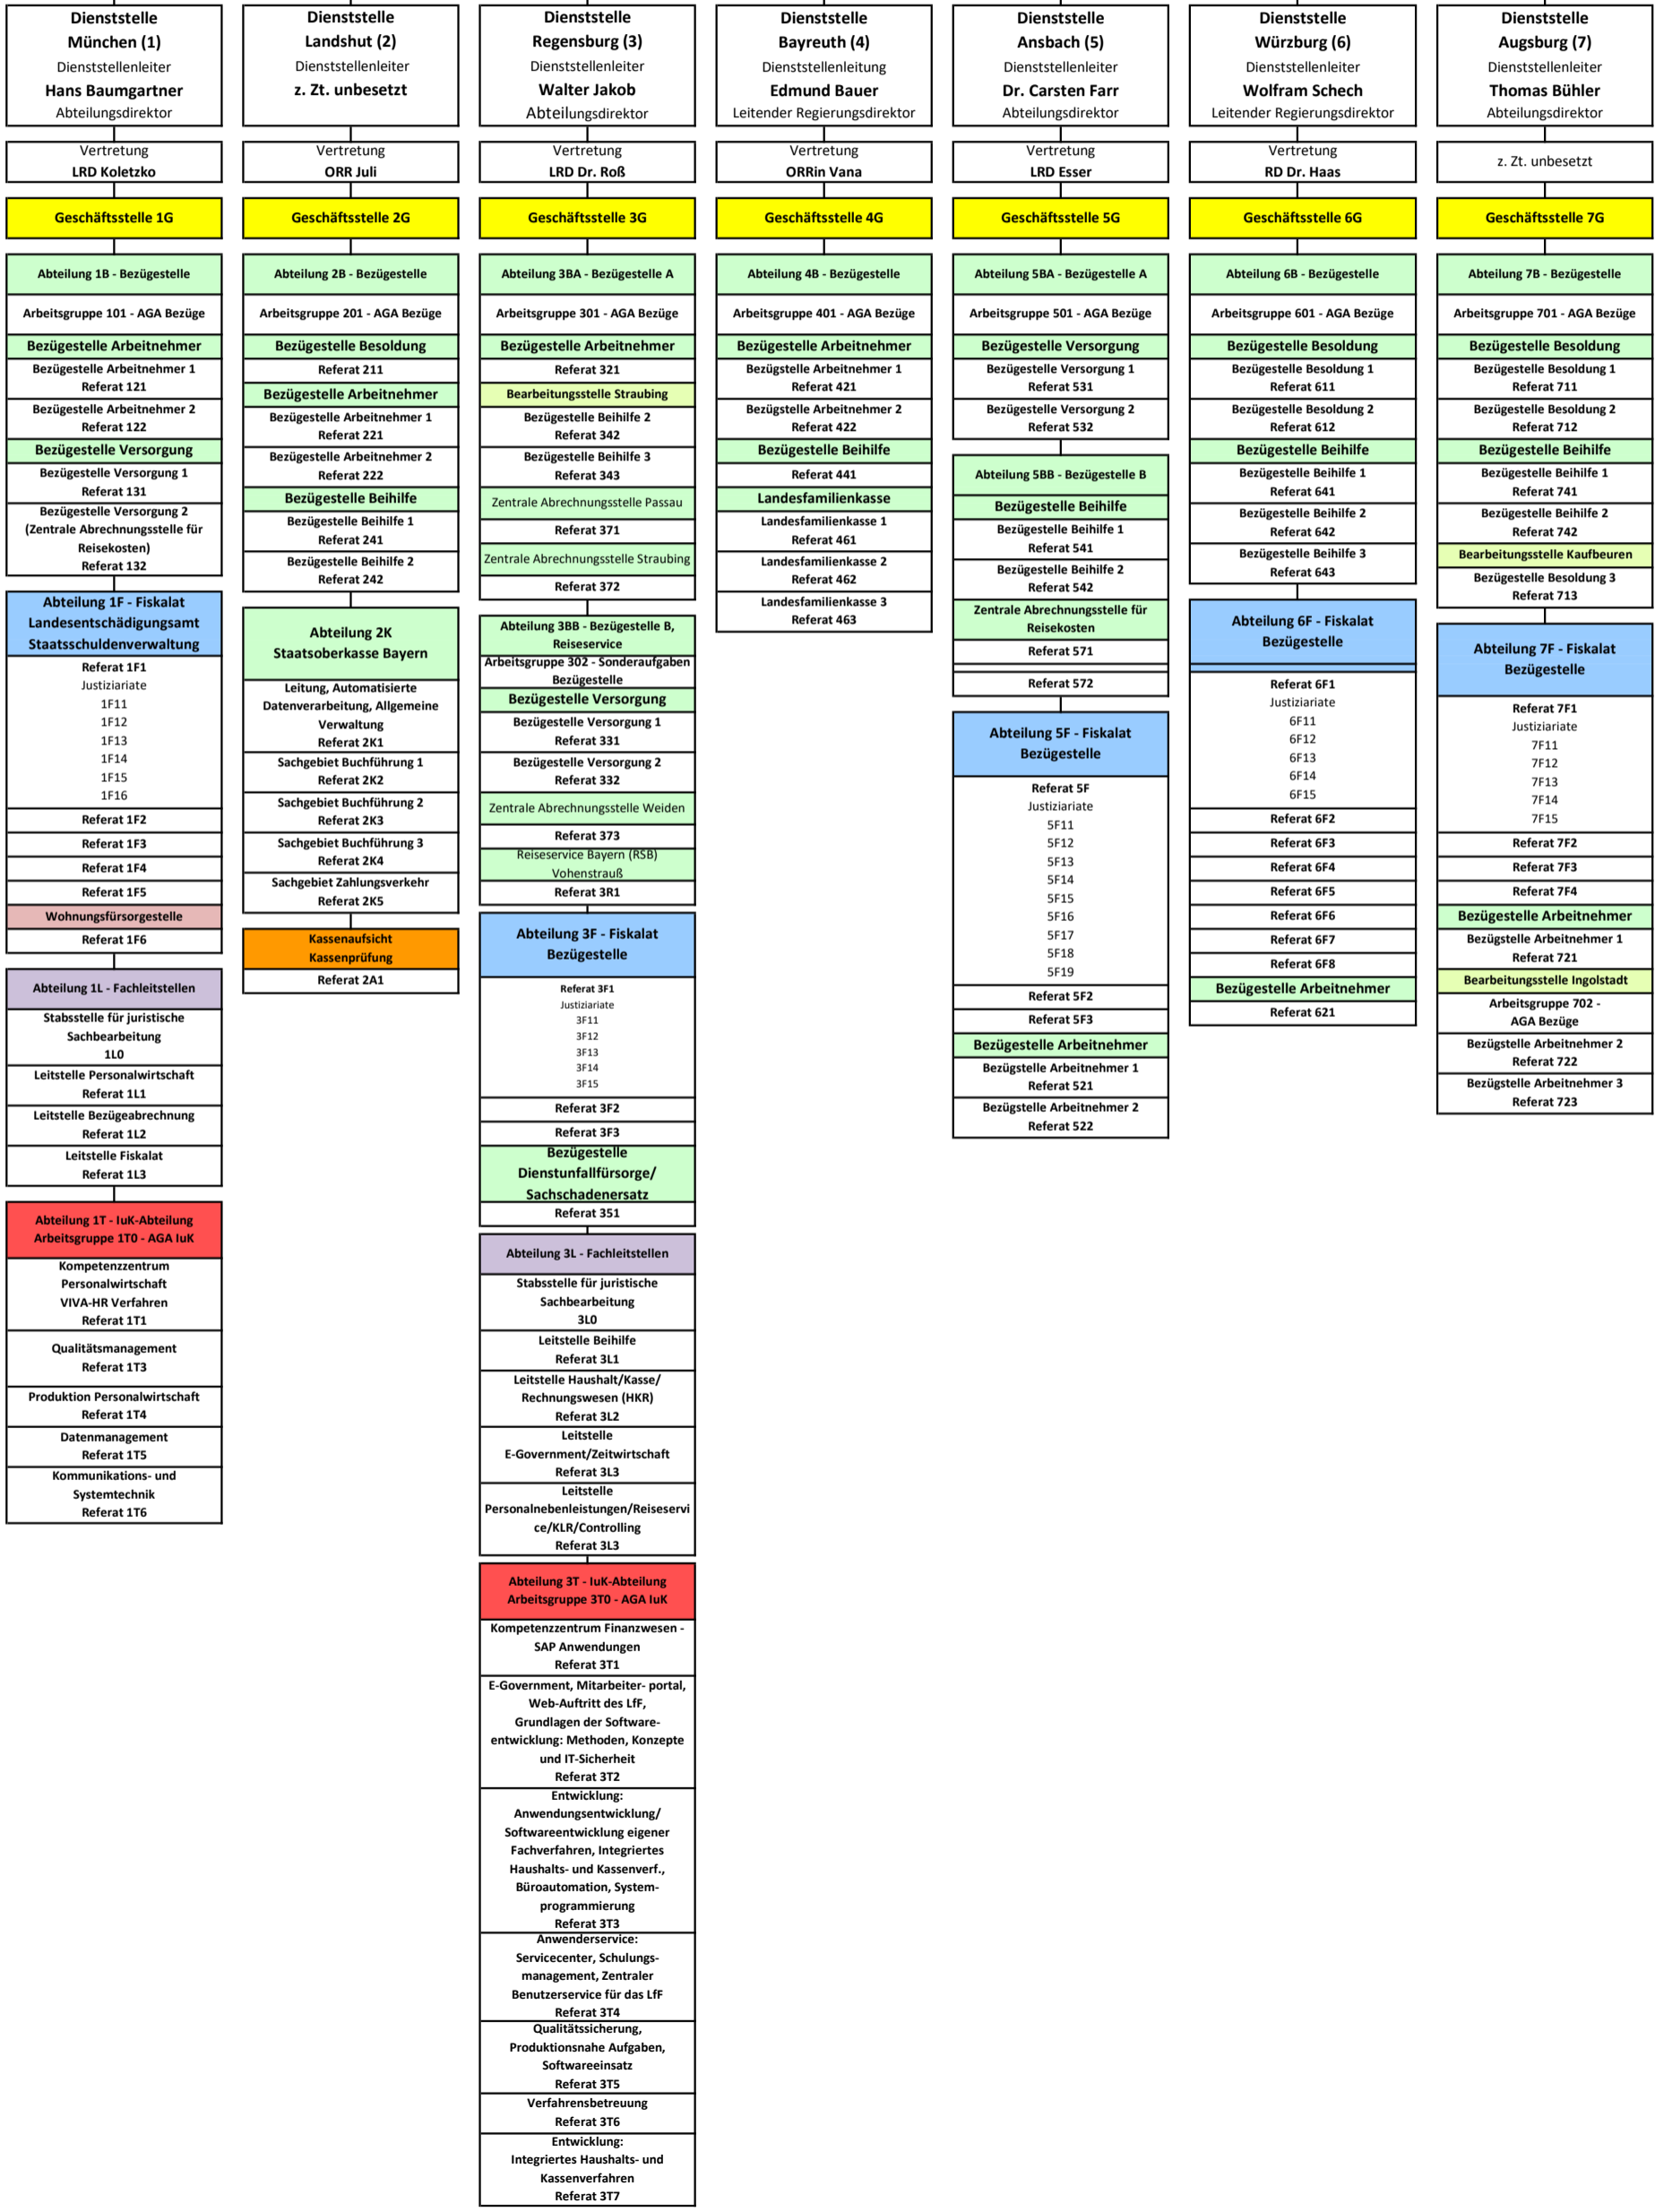 Dienststelle
München (1)
Dienststellenleiter
Hans Baumgartner
Abteilungsdirektor
Vertretung
LRD Koletzko
Geschäftsstelle 1G
Abteilung 1B - Bezügestelle
Arbeitsgruppe 101 - AGA Bezüge
Bezügestelle Arbeitnehmer
Bezügestelle Arbeitnehmer 1
Referat 121
Bezügestelle Arbeitnehmer 2
Referat 122
Bezügestelle Versorgung
Bezügestelle Versorgung 1
Referat 131
Bezügestelle Versorgung 2
(Zentrale Abrechnungsstelle für
Reisekosten)
Referat 132
Abteilung 1F - Fiskalat
Landesentschädigungsamt
Staatsschuldenverwaltung
Referat 1F1
Justiziariate
1F11
1F12
1F13
1F14
1F15
1F16
Referat 1F2
Referat 1F3
Referat 1F4
Referat 1F5
Wohnungsfürsorgestelle
Referat 1F6
Abteilung 1L - Fachleitstellen
Stabsstelle für juristische
Sachbearbeitung
1L0
Leitstelle Personalwirtschaft
Referat 1L1
Leitstelle Bezügeabrechnung
Referat 1L2
Leitstelle Fiskalat
Referat 1L3
Abteilung 1T - IuK-Abteilung
Arbeitsgruppe 1T0 - AGA IuK
Kompetenzzentrum
Personalwirtschaft
VIVA-HR Verfahren
Referat 1T1
Qualitätsmanagement
Referat 1T3
Produktion Personalwirtschaft
Referat 1T4
Datenmanagement
Referat 1T5
Kommunikations- und
Systemtechnik
Referat 1T6
Dienststelle
Landshut (2)
Dienststellenleiter
z. Zt. unbesetzt
Vertretung
ORR Juli
Geschäftsstelle 2G
Abteilung 2B - Bezügestelle
Arbeitsgruppe 201 - AGA Bezüge
Bezügestelle Besoldung
Referat 211
Bezügestelle Arbeitnehmer
Bezügestelle Arbeitnehmer 1
Referat 221
Bezügestelle Arbeitnehmer 2
Referat 222
Bezügestelle Beihilfe
Bezügestelle Beihilfe 1
Referat 241
Bezügestelle Beihilfe 2
Referat 242
Abteilung 2K
Staatsoberkasse Bayern
Leitung, Automatisierte
Datenverarbeitung, Allgemeine
Verwaltung
Referat 2K1
Sachgebiet Buchführung 1
Referat 2K2
Sachgebiet Buchführung 2
Referat 2K3
Sachgebiet Buchführung 3
Referat 2K4
Sachgebiet Zahlungsverkehr
Referat 2K5
Kassenaufsicht
Kassenprüfung
Referat 2A1
Dienststelle
Regensburg (3)
Dienststellenleiter
Walter Jakob
Abteilungsdirektor
Vertretung
LRD Dr. Roß
Geschäftsstelle 3G
Abteilung 3BA - Bezügestelle A
Arbeitsgruppe 301 - AGA Bezüge
Bezügestelle Arbeitnehmer
Referat 321
Bearbeitungsstelle Straubing
Bezügestelle Beihilfe 2
Referat 342
Bezügestelle Beihilfe 3
Referat 343
Zentrale Abrechnungsstelle Passau
Referat 371
Zentrale Abrechnungsstelle Straubing
Referat 372
Abteilung 3BB - Bezügestelle B,
Reiseservice
Arbeitsgruppe 302 - Sonderaufgaben
Bezügestelle
Bezügestelle Versorgung
Bezügestelle Versorgung 1
Referat 331
Bezügestelle Versorgung 2
Referat 332
Zentrale Abrechnungsstelle Weiden
Referat 373
Reiseservice Bayern (RSB)
Vohenstrauß
Referat 3R1
Abteilung 3F - Fiskalat
Bezügestelle
Referat 3F1
Justiziariate
3F11
3F12
3F13
3F14
3F15
Referat 3F2
Referat 3F3
Bezügestelle
Dienstunfallfürsorge/
Sachschadenersatz
Referat 351
Abteilung 3L - Fachleitstellen
Stabsstelle für juristische
Sachbearbeitung
3L0
Leitstelle Beihilfe
Referat 3L1
Leitstelle Haushalt/Kasse/
Rechnungswesen (HKR)
Referat 3L2
Leitstelle
E-Government/Zeitwirtschaft
Referat 3L3
Leitstelle
Personalnebenleistungen/Reiseservi
ce/KLR/Controlling
Referat 3L3
Abteilung 3T - IuK-Abteilung
Arbeitsgruppe 3T0 - AGA IuK
Kompetenzzentrum Finanzwesen -
SAP Anwendungen
Referat 3T1
E-Government, Mitarbeiter- portal,
Web-Auftritt des LfF,
Grundlagen der Software-
entwicklung: Methoden, Konzepte
und IT-Sicherheit
Referat 3T2
Entwicklung:
Anwendungsentwicklung/
Softwareentwicklung eigener
Fachverfahren, Integriertes
Haushalts- und Kassenverf.,
Büroautomation, System-
programmierung
Referat 3T3
Anwenderservice:
Servicecenter, Schulungs-
management, Zentraler
Benutzerservice für das LfF
Referat 3T4
Qualitätssicherung,
Produktionsnahe Aufgaben,
Softwareeinsatz
Referat 3T5
Verfahrensbetreuung
Referat 3T6
Entwicklung:
Integriertes Haushalts- und
Kassenverfahren
Referat 3T7
Dienststelle
Bayreuth (4)
Dienststellenleitung
Edmund Bauer
Leitender Regierungsdirektor
Vertretung
ORRin Vana
Geschäftsstelle 4G
Abteilung 4B - Bezügestelle
Arbeitsgruppe 401 - AGA Bezüge
Bezügestelle Arbeitnehmer
Bezügstelle Arbeitnehmer 1
Referat 421
Bezügstelle Arbeitnehmer 2
Referat 422
Bezügestelle Beihilfe
Referat 441
Landesfamilienkasse
Landesfamilienkasse 1
Referat 461
Landesfamilienkasse 2
Referat 462
Landesfamilienkasse 3
Referat 463
Dienststelle
Ansbach (5)
Dienststellenleiter
Dr. Carsten Farr
Abteilungsdirektor
Vertretung
LRD Esser
Geschäftsstelle 5G
Abteilung 5BA - Bezügestelle A
Arbeitsgruppe 501 - AGA Bezüge
Bezügestelle Versorgung
Bezügestelle Versorgung 1
Referat 531
Bezügestelle Versorgung 2
Referat 532
Abteilung 5BB - Bezügestelle B
Bezügestelle Beihilfe
Bezügestelle Beihilfe 1
Referat 541
Bezügestelle Beihilfe 2
Referat 542
Zentrale Abrechnungsstelle für
Reisekosten
Referat 571
Referat 572
Abteilung 5F - Fiskalat
Bezügestelle
Referat 5F
Justiziariate
5F11
5F12
5F13
5F14
5F15
5F16
5F17
5F18
5F19
Referat 5F2
Referat 5F3
Bezügestelle Arbeitnehmer
Bezügstelle Arbeitnehmer 1
Referat 521
Bezügstelle Arbeitnehmer 2
Referat 522
Dienststelle
Würzburg (6)
Dienststellenleiter
Wolfram Schech
Leitender Regierungsdirektor
Vertretung
RD Dr. Haas
Geschäftsstelle 6G
Abteilung 6B - Bezügestelle
Arbeitsgruppe 601 - AGA Bezüge
Bezügestelle Besoldung
Bezügestelle Besoldung 1
Referat 611
Bezügestelle Besoldung 2
Referat 612
Bezügestelle Beihilfe
Bezügestelle Beihilfe 1
Referat 641
Bezügestelle Beihilfe 2
Referat 642
Bezügestelle Beihilfe 3
Referat 643
Abteilung 6F - Fiskalat
Bezügestelle
Referat 6F1
Justiziariate
6F11
6F12
6F13
6F14
6F15
Referat 6F2
Referat 6F3
Referat 6F4
Referat 6F5
Referat 6F6
Referat 6F7
Referat 6F8
Bezügestelle Arbeitnehmer
Referat 621
Dienststelle
Augsburg (7)
Dienststellenleiter
Thomas Bühler
Abteilungsdirektor
z. Zt. unbesetzt
Geschäftsstelle 7G
Abteilung 7B - Bezügestelle
Arbeitsgruppe 701 - AGA Bezüge
Bezügestelle Besoldung
Bezügestelle Besoldung 1
Referat 711
Bezügestelle Besoldung 2
Referat 712
Bezügestelle Beihilfe
Bezügestelle Beihilfe 1
Referat 741
Bezügestelle Beihilfe 2
Referat 742
Bearbeitungsstelle Kaufbeuren
Bezügestelle Besoldung 3
Referat 713
Abteilung 7F - Fiskalat
Bezügestelle
Referat 7F1
Justiziariate
7F11
7F12
7F13
7F14
7F15
Referat 7F2
Referat 7F3
Referat 7F4
Bezügestelle Arbeitnehmer
Bezügstelle Arbeitnehmer 1
Referat 721
Bearbeitungsstelle Ingolstadt
Arbeitsgruppe 702 -
AGA Bezüge
Bezügstelle Arbeitnehmer 2
Referat 722
Bezügstelle Arbeitnehmer 3
Referat 723